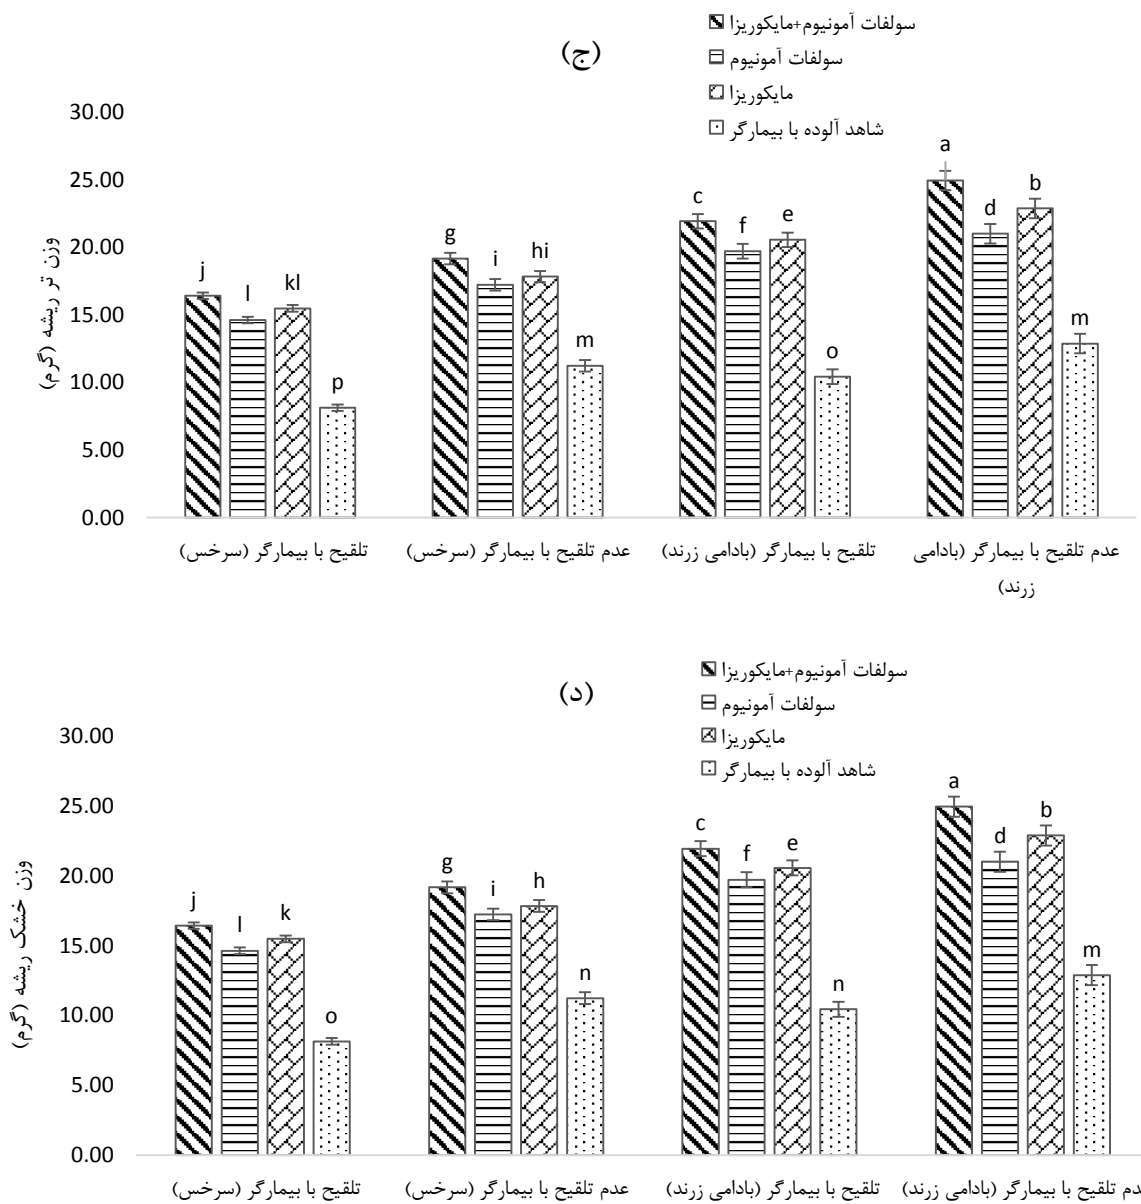 سولفات آمونیوم+مایکوریزا
سولفات آمونیوم
مایکوریزا
شاهد آلوده با بیمارگر
(ج)
وزن تر ریشه (گرم)
30.00
25.00
20.00
15.00
10.00
5.00
0.00
j l kl p
g i hi m
c f e o
a d b m
تلقیح با بیمارگر (سرخس)
عدم تلقیح با بیمارگر (سرخس)
تلقیح با بیمارگر (بادامی زرند)
عدم تلقیح با بیمارگر (بادامی
زرند)
سولفات آمونیوم+مایکوریزا
سولفات آمونیوم
مایکوریزا
شاهد آلوده با بیمارگر
(د)
وزن خشک ریشه (گرم)
30.00
25.00
20.00
15.00
10.00
5.00
0.00
j l k o
g i h n
c f e n
a d b m
تلقیح با بیمارگر (سرخس)
عدم تلقیح با بیمارگر (سرخس)
تلقیح با بیمارگر (بادامی زرند)
دم تلقیح با بیمارگر (بادامی زرند)